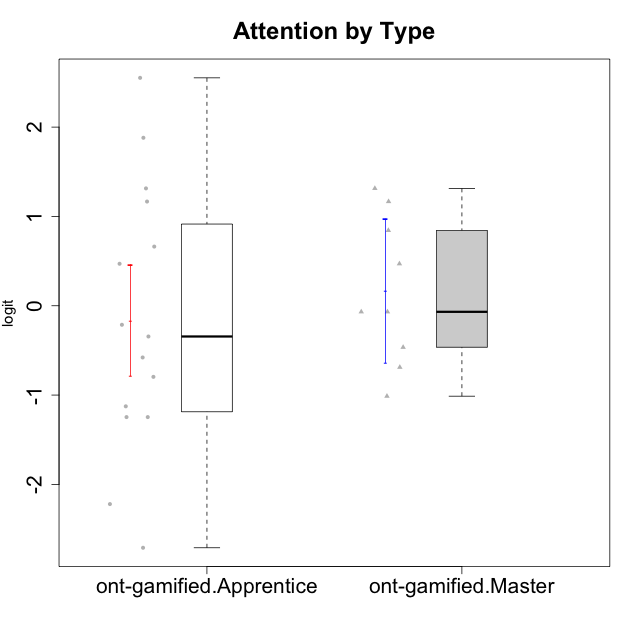 Attention by Type
2
1
0
-1
-2
logit
ont-gamified.Apprentice
ont-gamified.Master